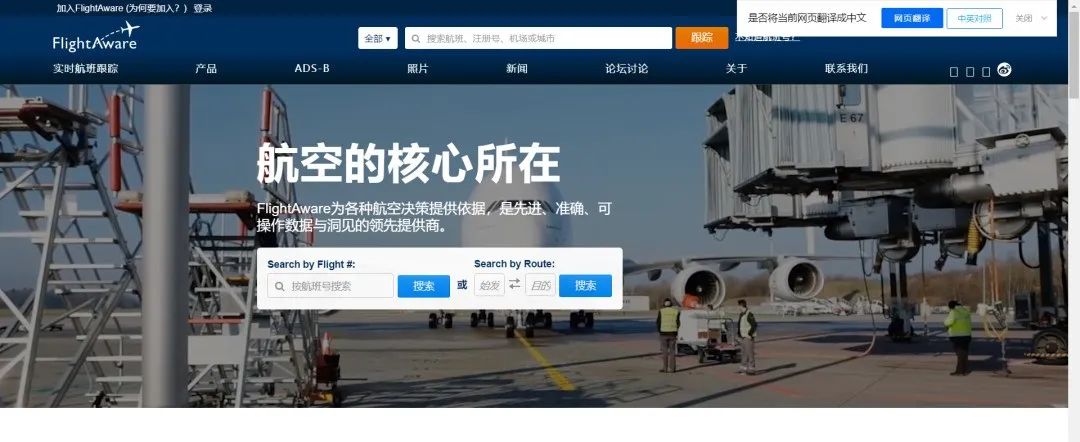 加入FlightAware (为何要加入？)
登录
是否将当前网页翻译成中文
网页翻译
中英对照
关闭
FlightAware
全部
搜索航班、注册号、机场或城市
跟踪
实时航班跟踪
产品
ADS-B
照片
新闻
论坛讨论
关于
联系我们
E 67
航空的核心所在
FlightAware为各种航空决策提供依据，是先进、准确、可
操作数据与洞见的领先提供商。
Search by Flight #:
按航班号搜索
搜索
或
Search by Route:
始发
目的
搜索